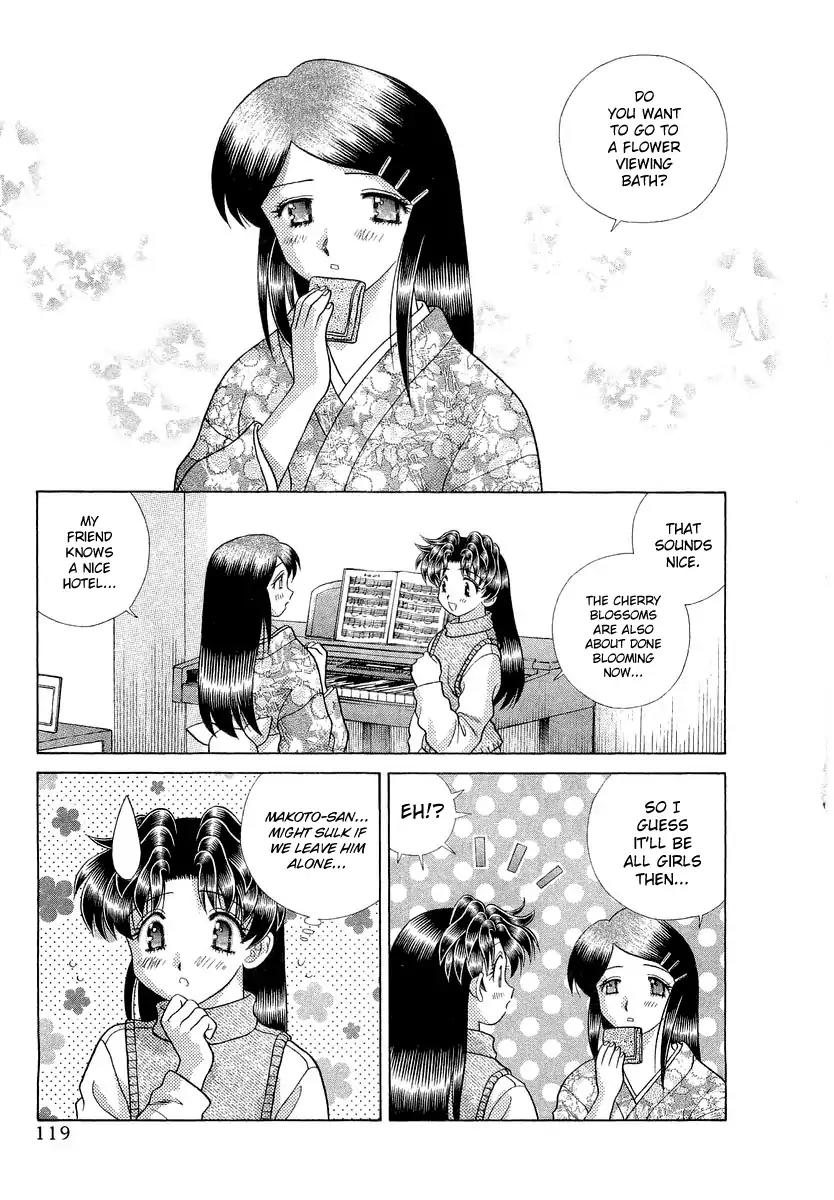 DO
YOU WANT
TO GO TO
A FLOWER
VIEWING
BATH?
THAT
SOUNDS
NICE.
THE CHERRY
BLOSSOMS
ARE ALSO
ABOUT DONE
BLOOMING
NOW...
MY
FRIEND
KNOWS
A NICE
HOTEL...
SO I
GUESS
IT'LL BE
ALL GIRLS
THEN...
EH!?
MAKOTO-SAN...
MIGHT SULK IF
WE LEAVE HIM
ALONE...
119